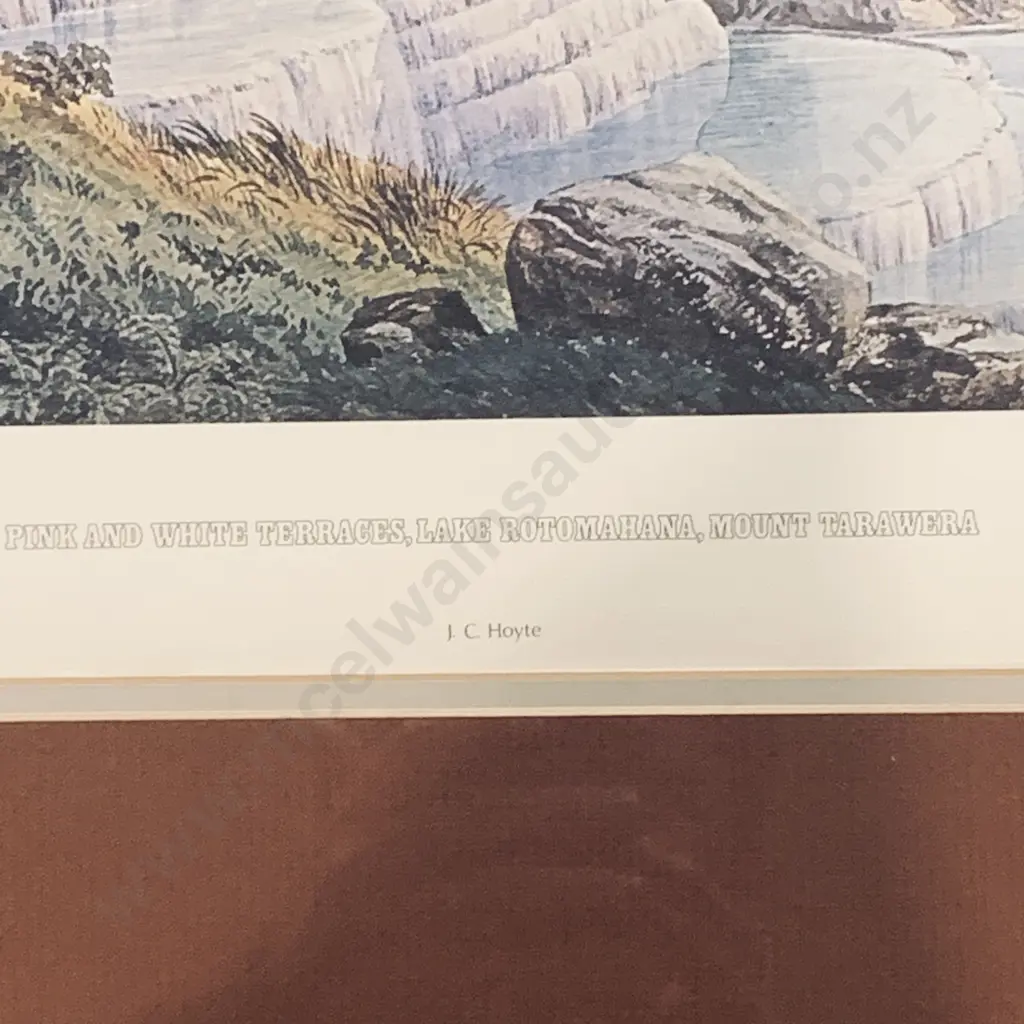 PINK AND WHITE TERRACES, LAKE ROTOMAHANA, MOUNT TARAWERA
J. C. Hoyte